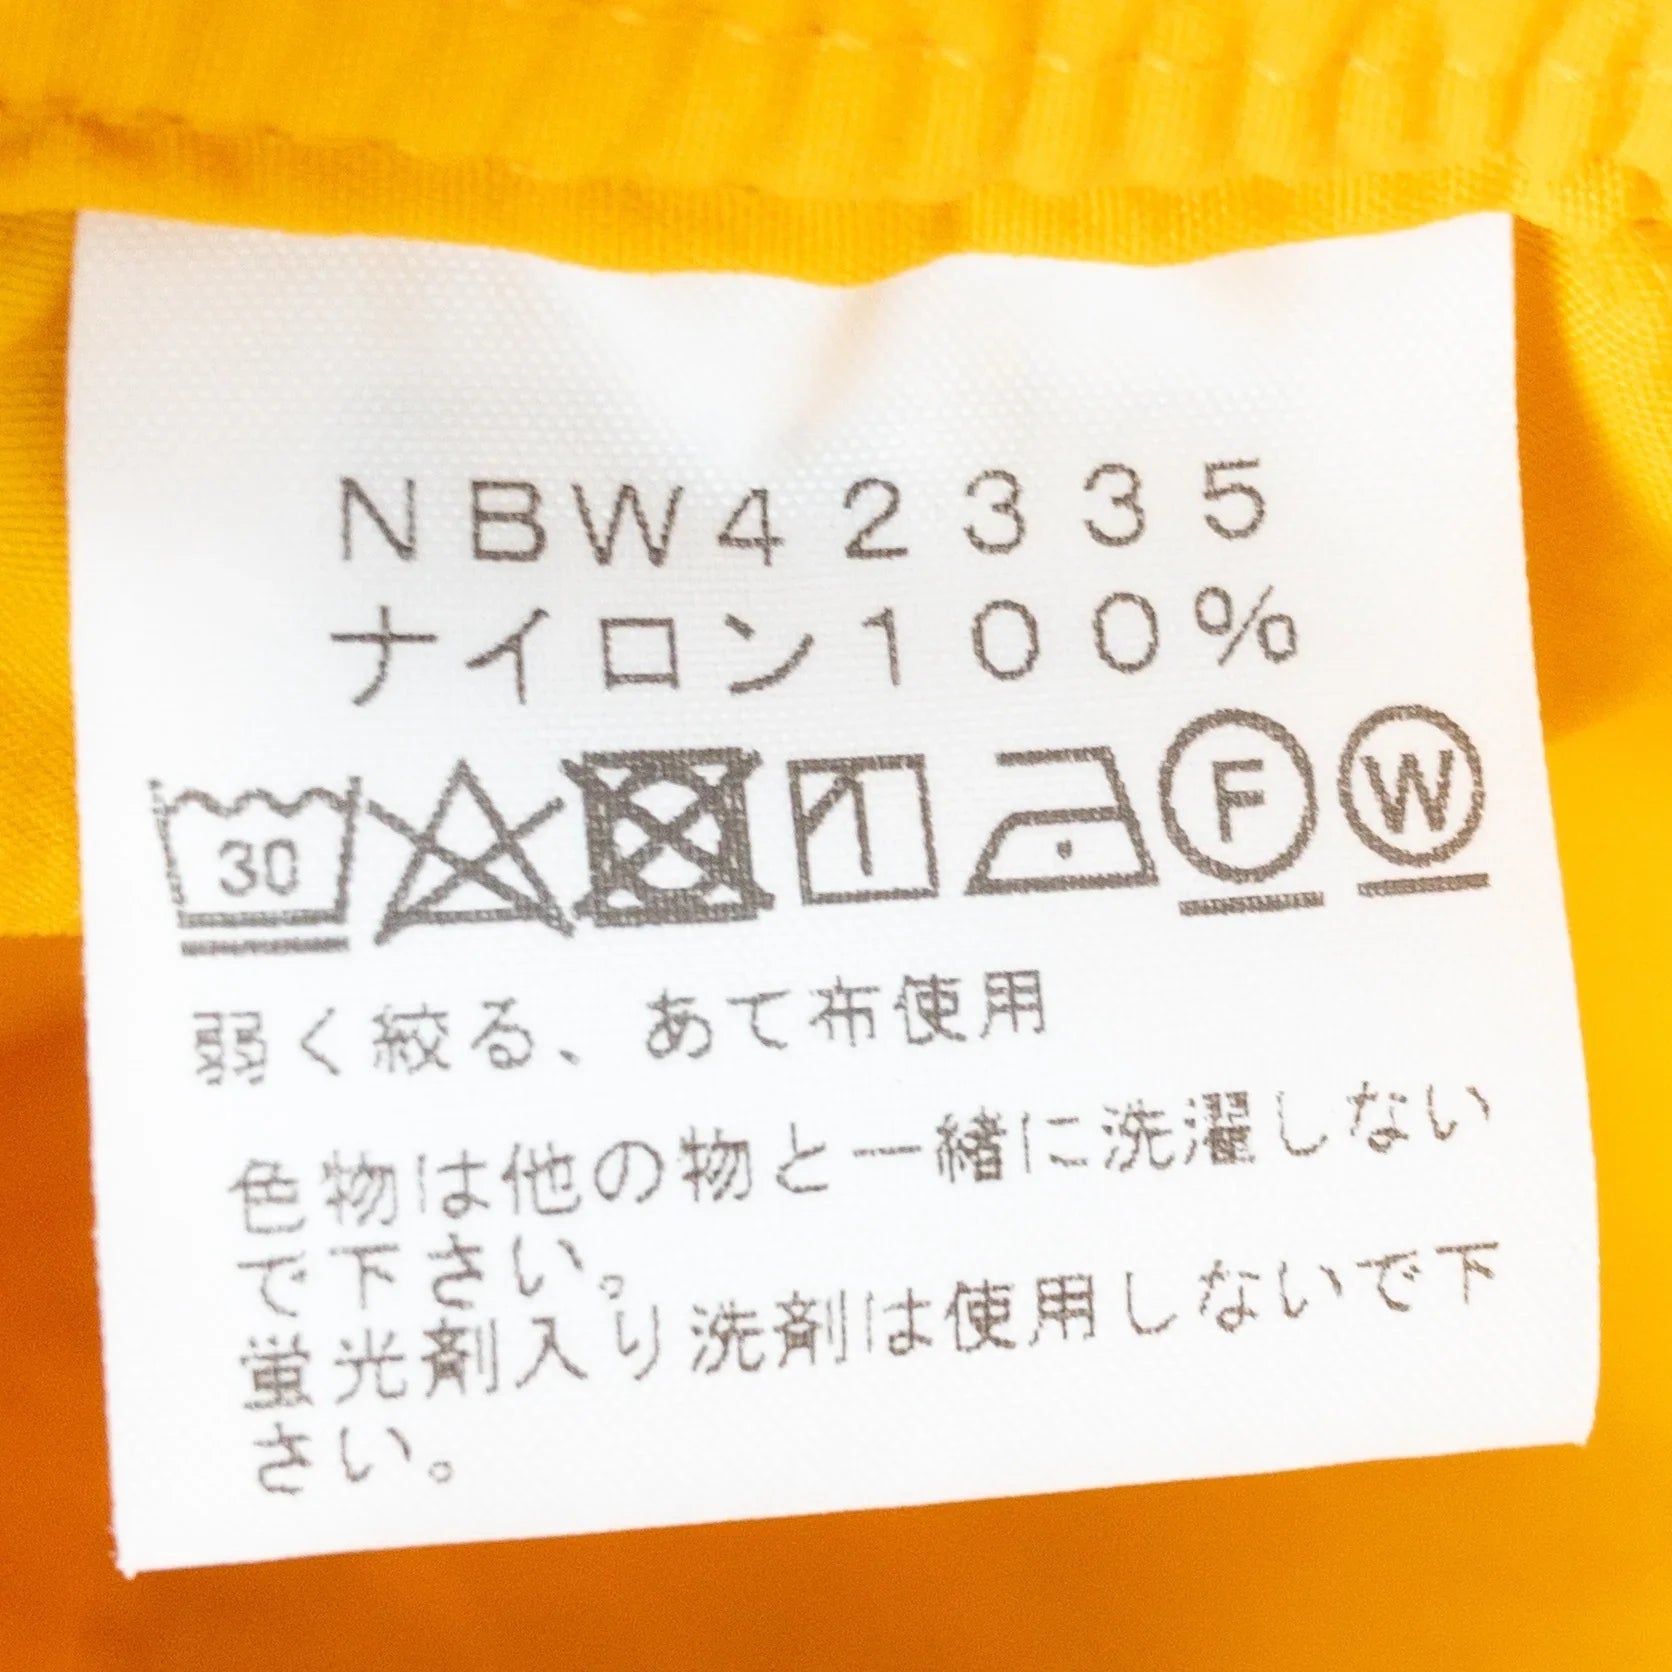 NBW42335
ナイロン100%
30 F W
弱く絞る、あて布使用
色物は他の物と一緒に洗濯しない
で下さい。
蛍光剤入り洗剤は使用しないで下
さい。